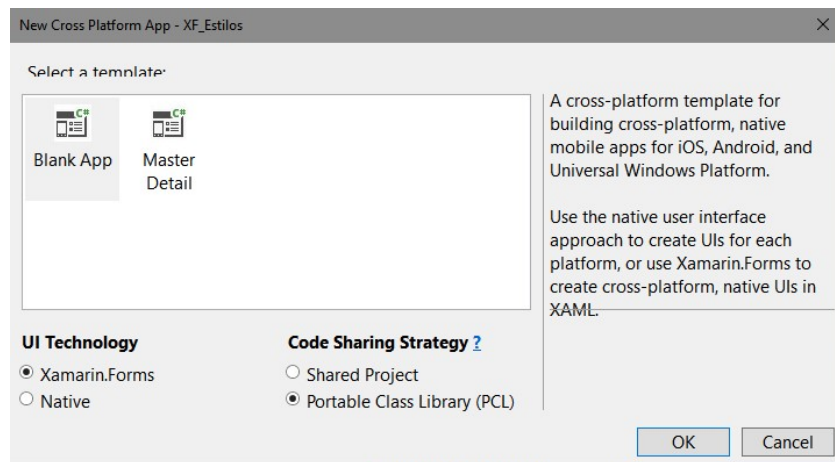 New Cross Platform App - XF_Estilos
Select a template:
C#
Blank App
C#
Master
Detail
A cross-platform template for
building cross-platform, native
mobile apps for iOS, Android, and
Universal Windows Platform.
Use the native user interface
approach to create UIs for each
platform, or use Xamarin.Forms to
create cross-platform, native UIs in
XAML.
UI Technology
Xamarin.Forms
Native
Code Sharing Strategy ?
Shared Project
Portable Class Library (PCL)
OK
Cancel